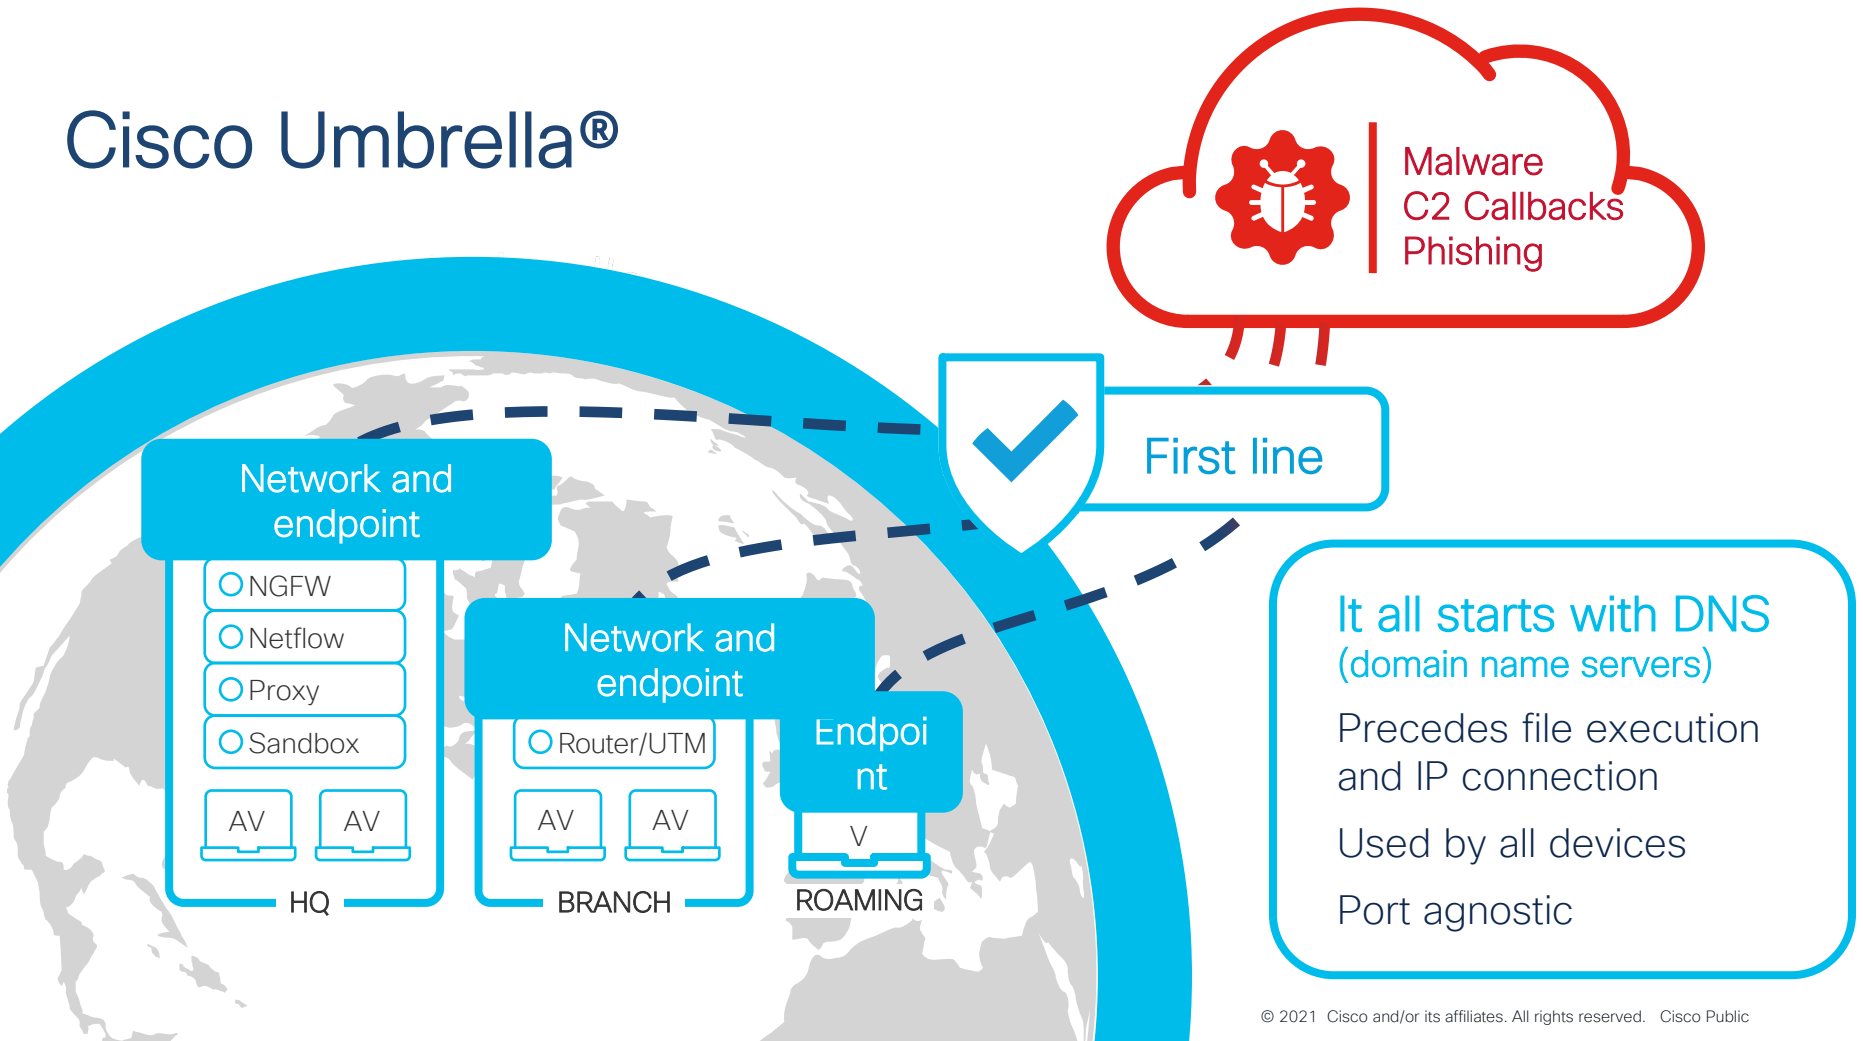 Cisco Umbrella®
Malware
C2 Callbacks
Phishing
First line
Network and
endpoint
NGFW
Netflow
Proxy
Sandbox
AV AV
HQ
Network and
endpoint
Router/UTM
AV AV
BRANCH
Endpoi
nt
V
ROAMING
It all starts with DNS
(domain name servers)
Precedes file execution
and IP connection
Used by all devices
Port agnostic
© 2021 Cisco and/or its affiliates. All rights reserved. Cisco Public